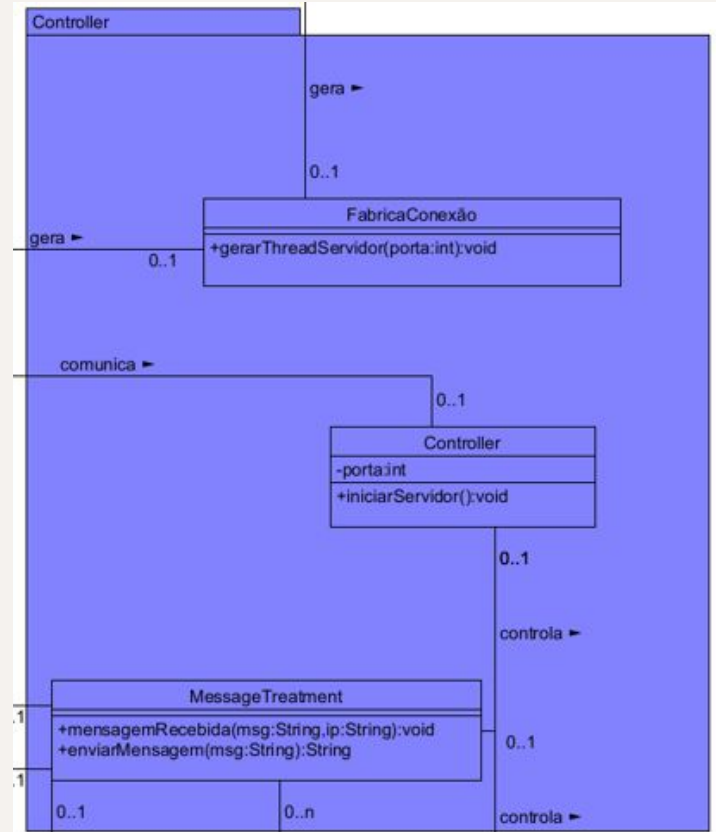 Controller
gera ►
0..1
FabricaConexão
gera ►
+gerarThreadServidor(porta:int):void
0..1
comunica ►
0..1
Controller
-porta:int
+iniciarServidor():void
0..1
controla ►
MessageTreatment
.1
+mensagemRecebida(msg:String,ip:String):void
0..1
+enviarMensagem(msg:String):String
.1
0..1
0..n
controla ►